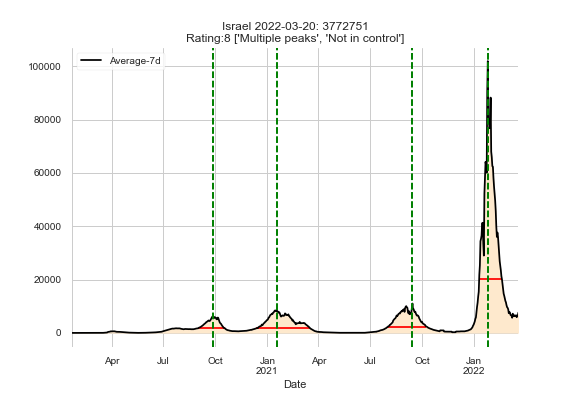 Israel 2022-03-20: 3772751
Rating:8 ['Multiple peaks', 'Not in control']
Average-7d
100000
80000
60000
40000
20000
0
Apr
Jul
Oct
Jan
2021
Apr
Jul
Oct
Jan
2022
Date